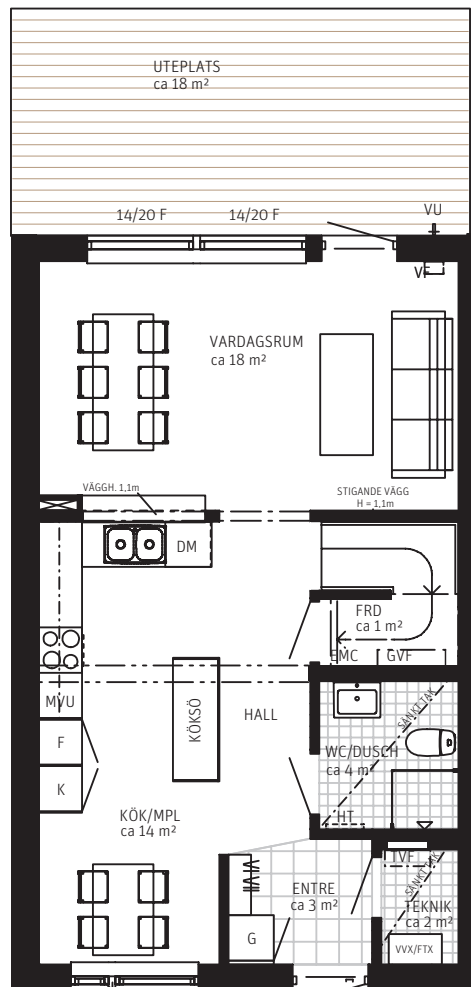 UTEPLATS
ca 18 m²
14/20 F
14/20 F
VU
VF
VARDAGSRUM
ca 18 m²
VÄGGH. 1,1m
STIGANDE VÄGG
H = 1,1m
DM
FRD
ca 1 m²
EMC
GVF
MVU
KÖKSÖ
HALL
SÄNKT TAK
WC/DUSCH
ca 4 m²
F
K
HT
KÖK/MPL
ca 14 m²
TVF
SÄNKT TAK
ENTRE
ca 3 m²
TEKNIK
ca 2 m²
G
VVX/FTX